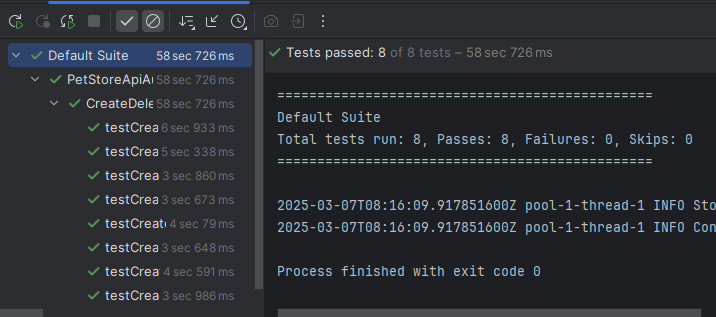 Default Suite 58 sec 726 ms
PetStoreApiAu 58 sec 726 ms
CreateDele 58 sec 726 ms
testCrea 6 sec 933 ms
testCrea 5 sec 338 ms
testCrea 3 sec 860 ms
testCrea 3 sec 673 ms
testCreate 4 sec 79 ms
testCrea 3 sec 648 ms
testCrea 4 sec 591 ms
testCrea 3 sec 986 ms
Tests passed: 8 of 8 tests – 58 sec 726 ms
===============================================
Default Suite
Total tests run: 8, Passes: 8, Failures: 0, Skips: 0
===============================================
2025-03-07T08:16:09.917851600Z pool-1-thread-1 INFO Sto
2025-03-07T08:16:09.917851600Z pool-1-thread-1 INFO Con
Process finished with exit code 0